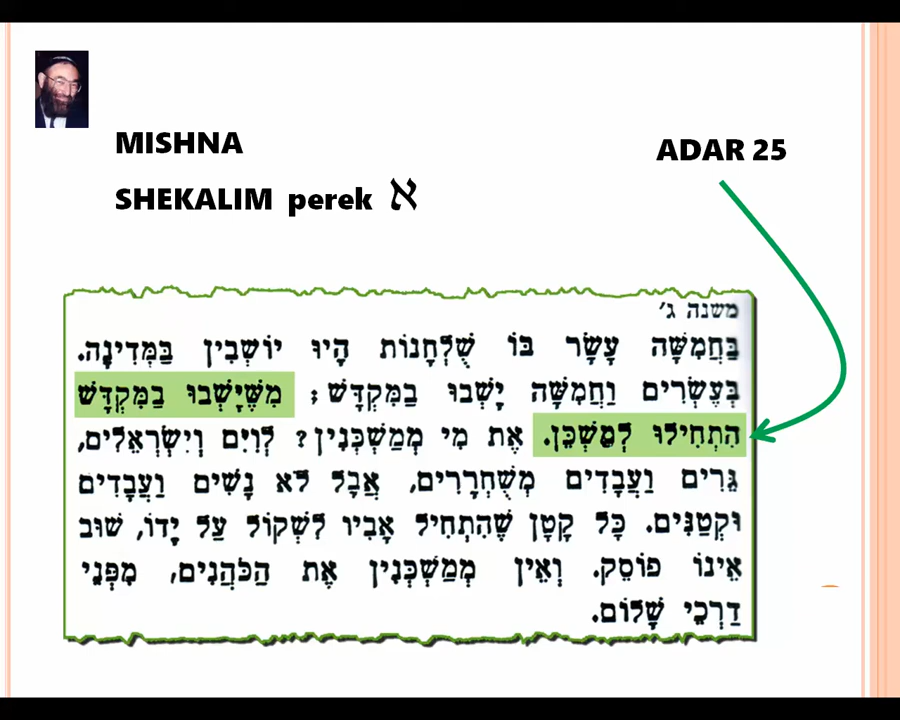 MISHNA
ADAR 25
SHEKALIM perek א
משנה ג׳
בַּחֲמִשָּׁה עָשָׂר בּוֹ שֻׁלְחָנוֹת הָיוּ יוֹשְׁבִין בַּמְּדִינָה.
בְּעֶשְׂרִים וַחֲמִשָּׁה יָשְׁבוּ בַמִּקְדָּשׁ; מִשֶּׁיָּשְׁבוּ בַמִּקְדָּשׁ
הִתְחִילוּ לְמַשְׁכֵּן. אֶת מִי מְמַשְׁכְּנִין? לְוִיִּם וְיִשְׂרְאֵלִים,
גֵּרִים וַעֲבָדִים מְשֻׁחְרָרִים, אֲבָל לֹא נָשִׁים וַעֲבָדִים
וּקְטַנִּים. כָּל קָטָן שֶׁהִתְחִיל אָבִיו לִשְׁקוֹל עַל יָדוֹ, שׁוּב
אֵינוֹ פוֹסֵק. וְאֵין מְמַשְׁכְּנִין אֶת הַכֹּהֲנִים, מִפְּנֵי
דַרְכֵי שָׁלוֹם.